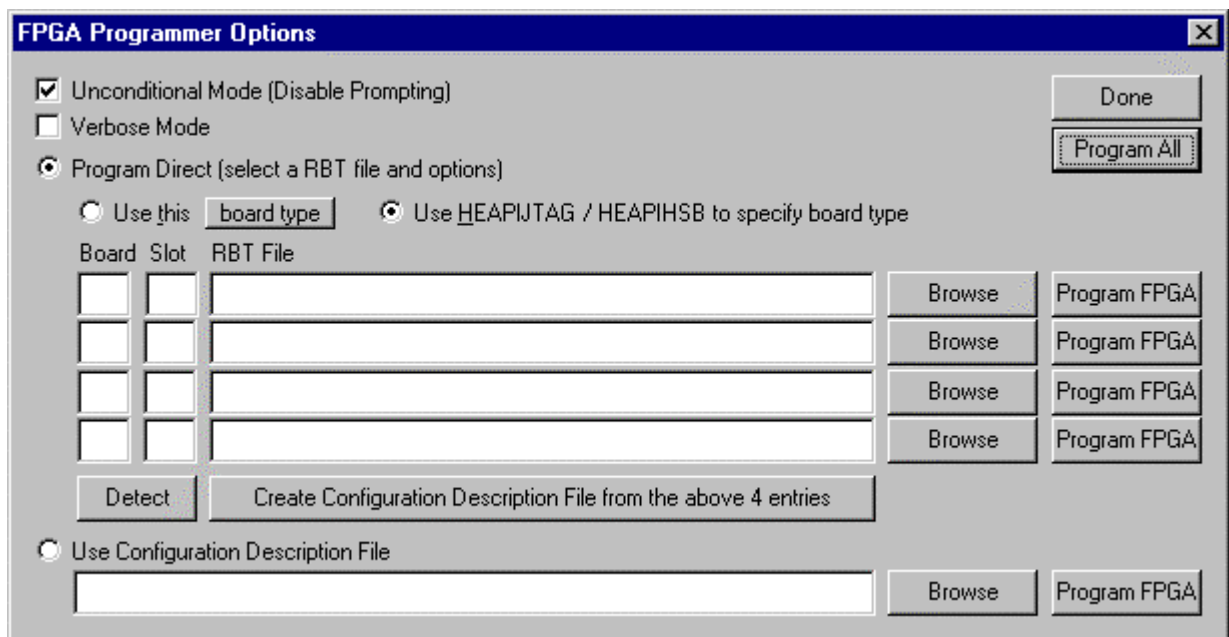 FPGA Programmer Options
Unconditional Mode (Disable Prompting)
Done
Verbose Mode
Program All
Program Direct (select a RBT file and options)
Use this board type Use HEAPIJTAG / HEAPIHSB to specify board type
Board Slot RBT File
Browse Program FPGA
Browse Program FPGA
Browse Program FPGA
Browse Program FPGA
Detect Create Configuration Description File from the above 4 entries
Use Configuration Description File
Browse Program FPGA